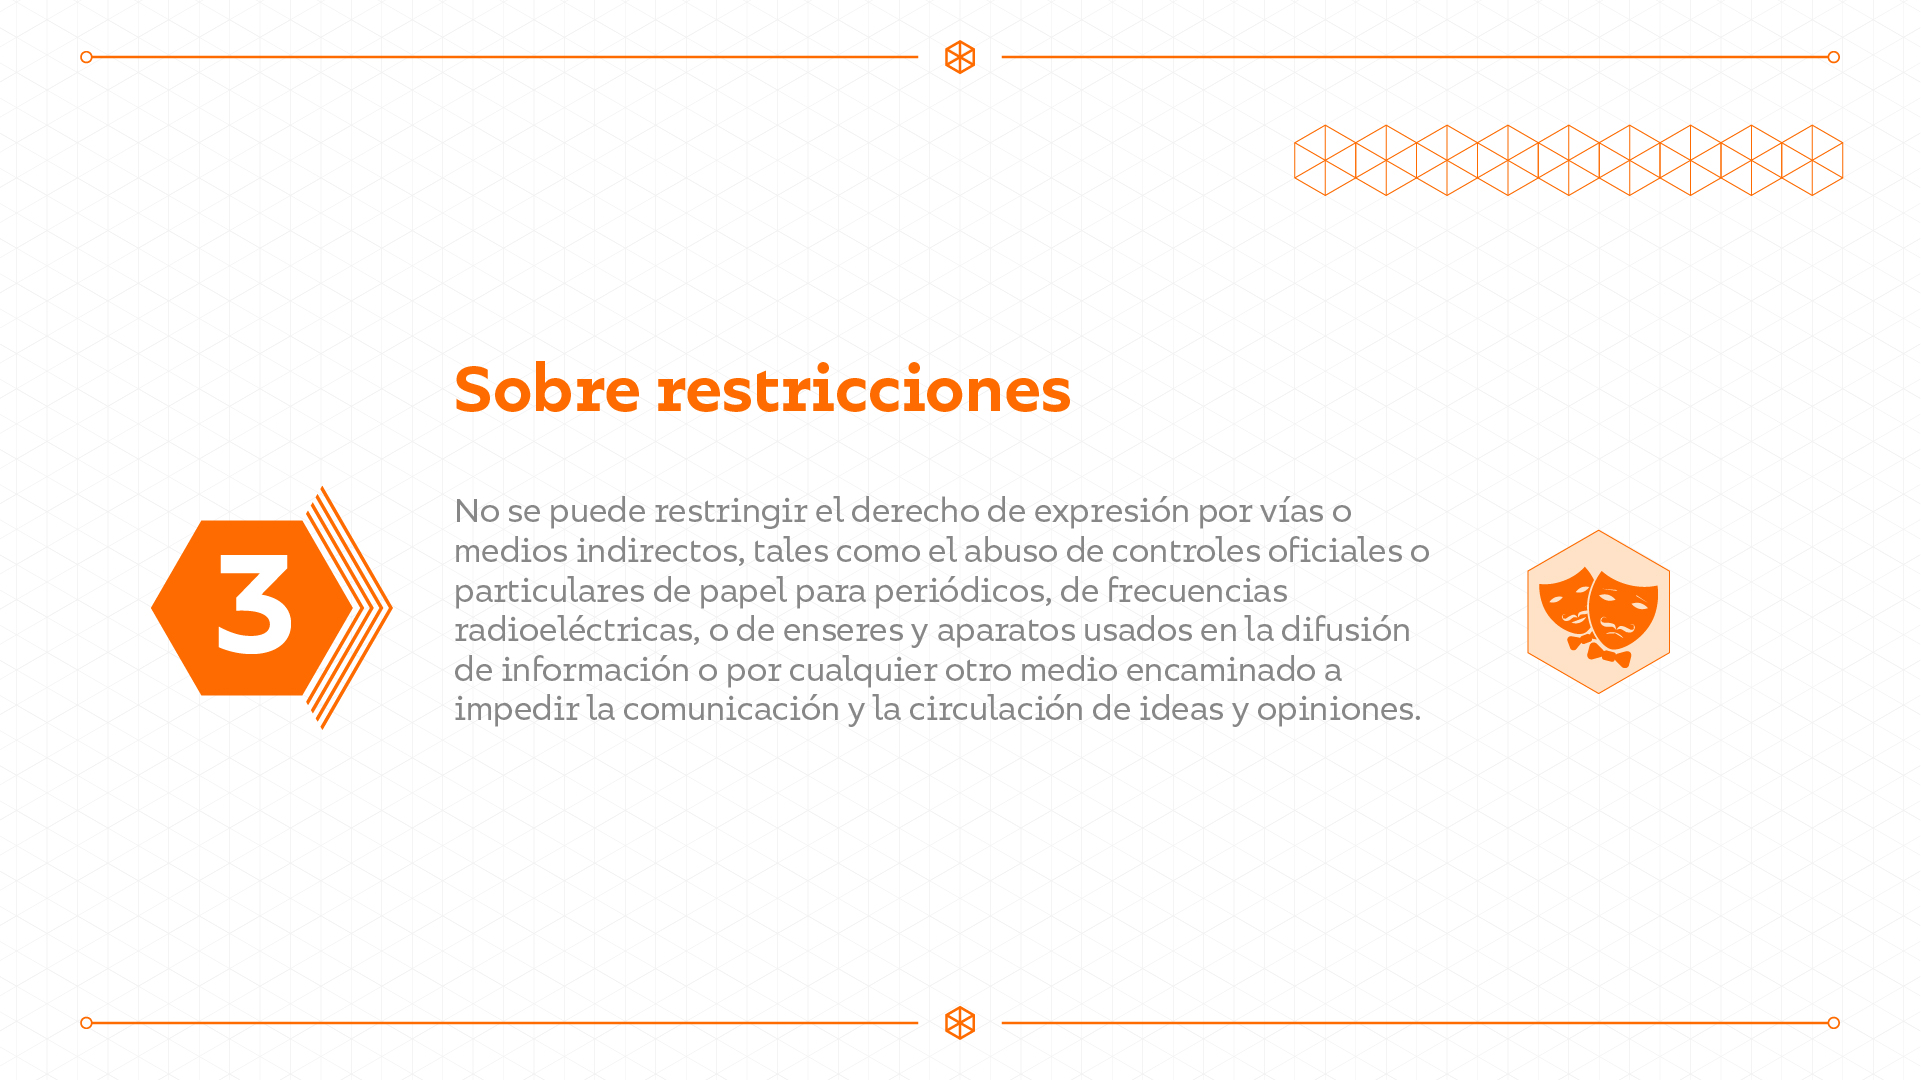 Sobre restricciones
3
No se puede restringir el derecho de expresión por vías o
medios indirectos, tales como el abuso de controles oficiales o
particulares de papel para periódicos, de frecuencias
radioeléctricas, o de enseres y aparatos usados en la difusión
de información o por cualquier otro medio encaminado a
impedir la comunicación y la circulación de ideas y opiniones.